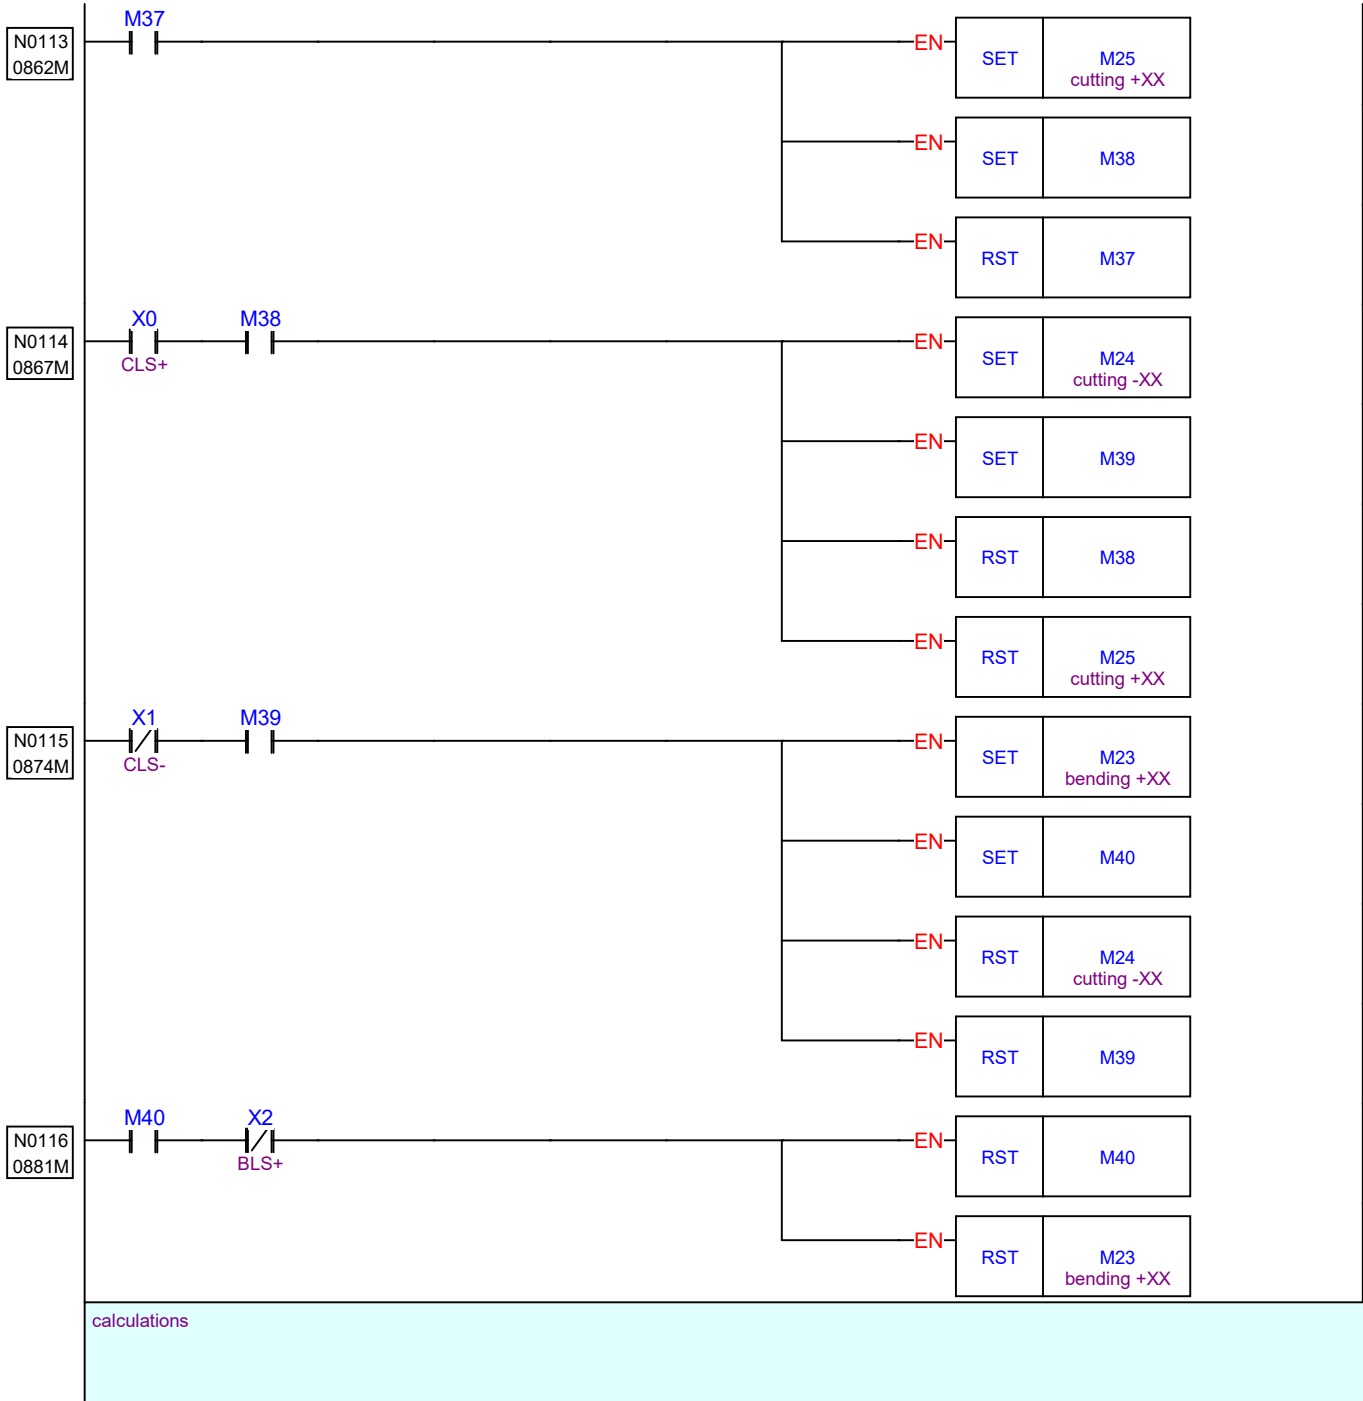 M37
N0113
0862M
EN
SET M25
cutting +XX
EN
SET M38
EN
RST M37
X0 M38
N0114
0867M
CLS+
EN
SET M24
cutting -XX
EN
SET M39
EN
RST M38
EN
RST M25
cutting +XX
X1 M39
N0115
0874M
CLS-
EN
SET M23
bending +XX
EN
SET M40
EN
RST M24
cutting -XX
EN
RST M39
M40 X2
N0116
0881M
BLS+
EN
RST M40
EN
RST M23
bending +XX
calculations